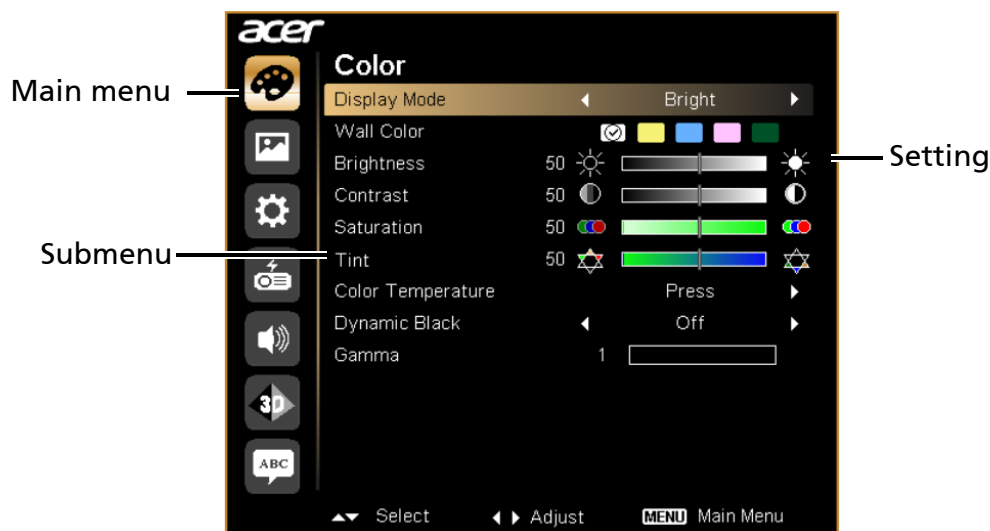 acer
Color
Main menu
Display Mode Bright
Wall Color
Brightness 50
Setting
Contrast 50
Saturation 50
Submenu
Tint 50
Color Temperature Press
Dynamic Black Off
Gamma 1
3D
ABC
Select Adjust MENU Main Menu